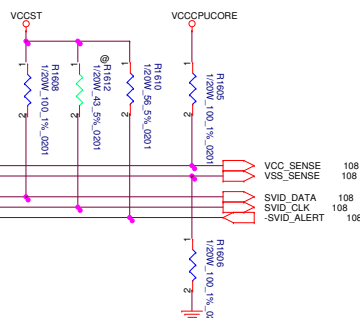 VCCST
VCCCPUCORE
1
R1608
1/20W_100_1%_0201
2
1
@
R1612
1/20W_43_5%_0201
2
1
R1610
1/20W_56_5%_0201
2
1
R1605
1/20W_100_1%_0201
2
VCC_SENSE 108
VSS_SENSE 108
SVID_DATA 108
SVID_CLK 108
-SVID_ALERT 108
1
R1606
1/20W_100_1%_02
2